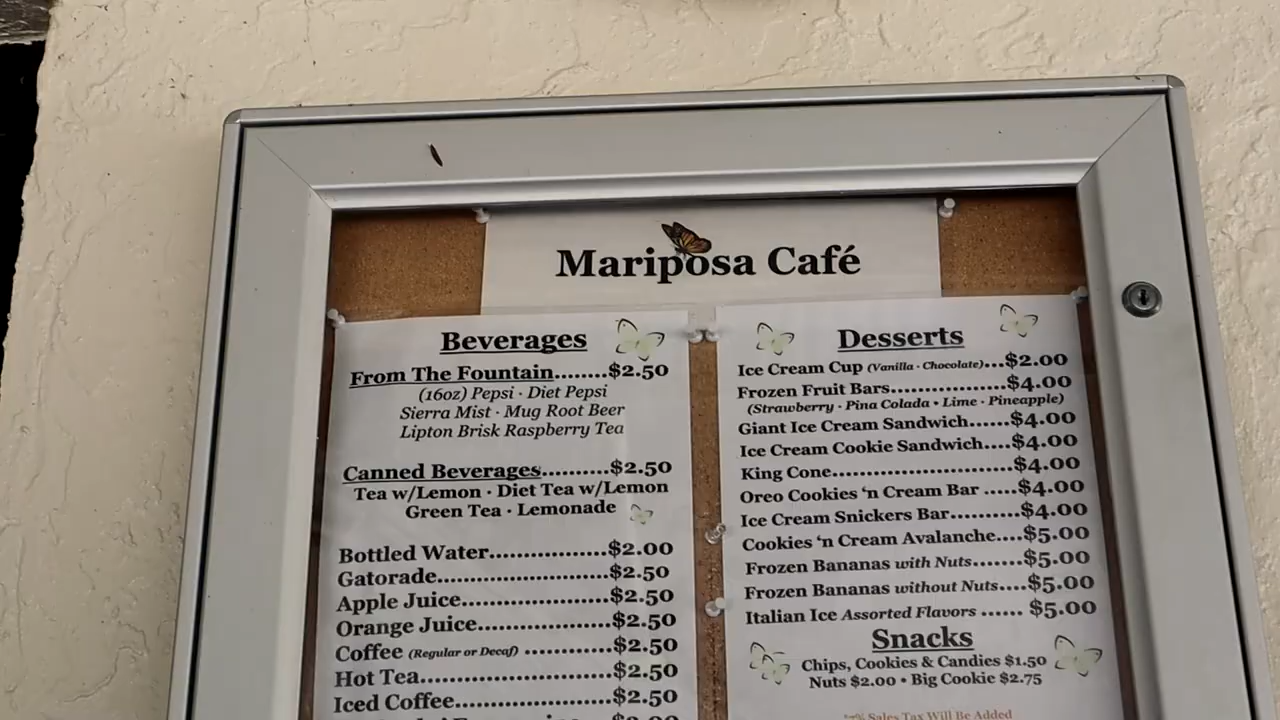 Mariposa Café
Beverages
From The Fountain........$2.50
(16oz) Pepsi · Diet Pepsi
Sierra Mist · Mug Root Beer
Lipton Brisk Raspberry Tea
Canned Beverages..........$2.50
Tea w/Lemon · Diet Tea w/Lemon
Green Tea · Lemonade
Bottled Water.................$2.00
Gatorade.........................$2.50
Apple Juice.....................$2.50
Orange Juice...................$2.50
Coffee (Regular or Decaf) ............$2.50
Hot Tea...........................$2.50
Iced Coffee......................$2.50
Desserts
Ice Cream Cup (Vanilla · Chocolate)...$2.00
Frozen Fruit Bars.................$4.00
(Strawberry · Pina Colada • Lime · Pineapple)
Giant Ice Cream Sandwich......$4.00
Ice Cream Cookie Sandwich....$4.00
King Cone..........................$4.00
Oreo Cookies 'n Cream Bar .....$4.00
Ice Cream Snickers Bar..........$4.00
Cookies 'n Cream Avalanche....$5.00
Frozen Bananas with Nuts.....$5.00
Frozen Bananas without Nuts....$5.00
Italian Ice Assorted Flavors ...... $5.00
Snacks
Chips, Cookies & Candies $1.50
Nuts $2.00 • Big Cookie $2.75
Sales Tax Will Be Added